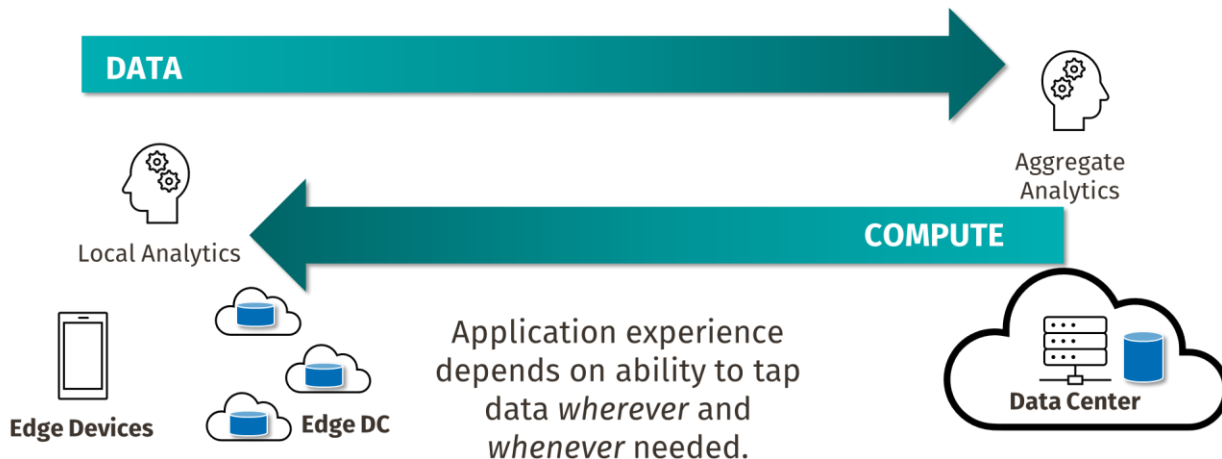 DATA
Aggregate
Analytics
Local Analytics
COMPUTE
Application experience
depends on ability to tap
data wherever and
whenever needed.
Edge Devices
Edge DC
Data Center